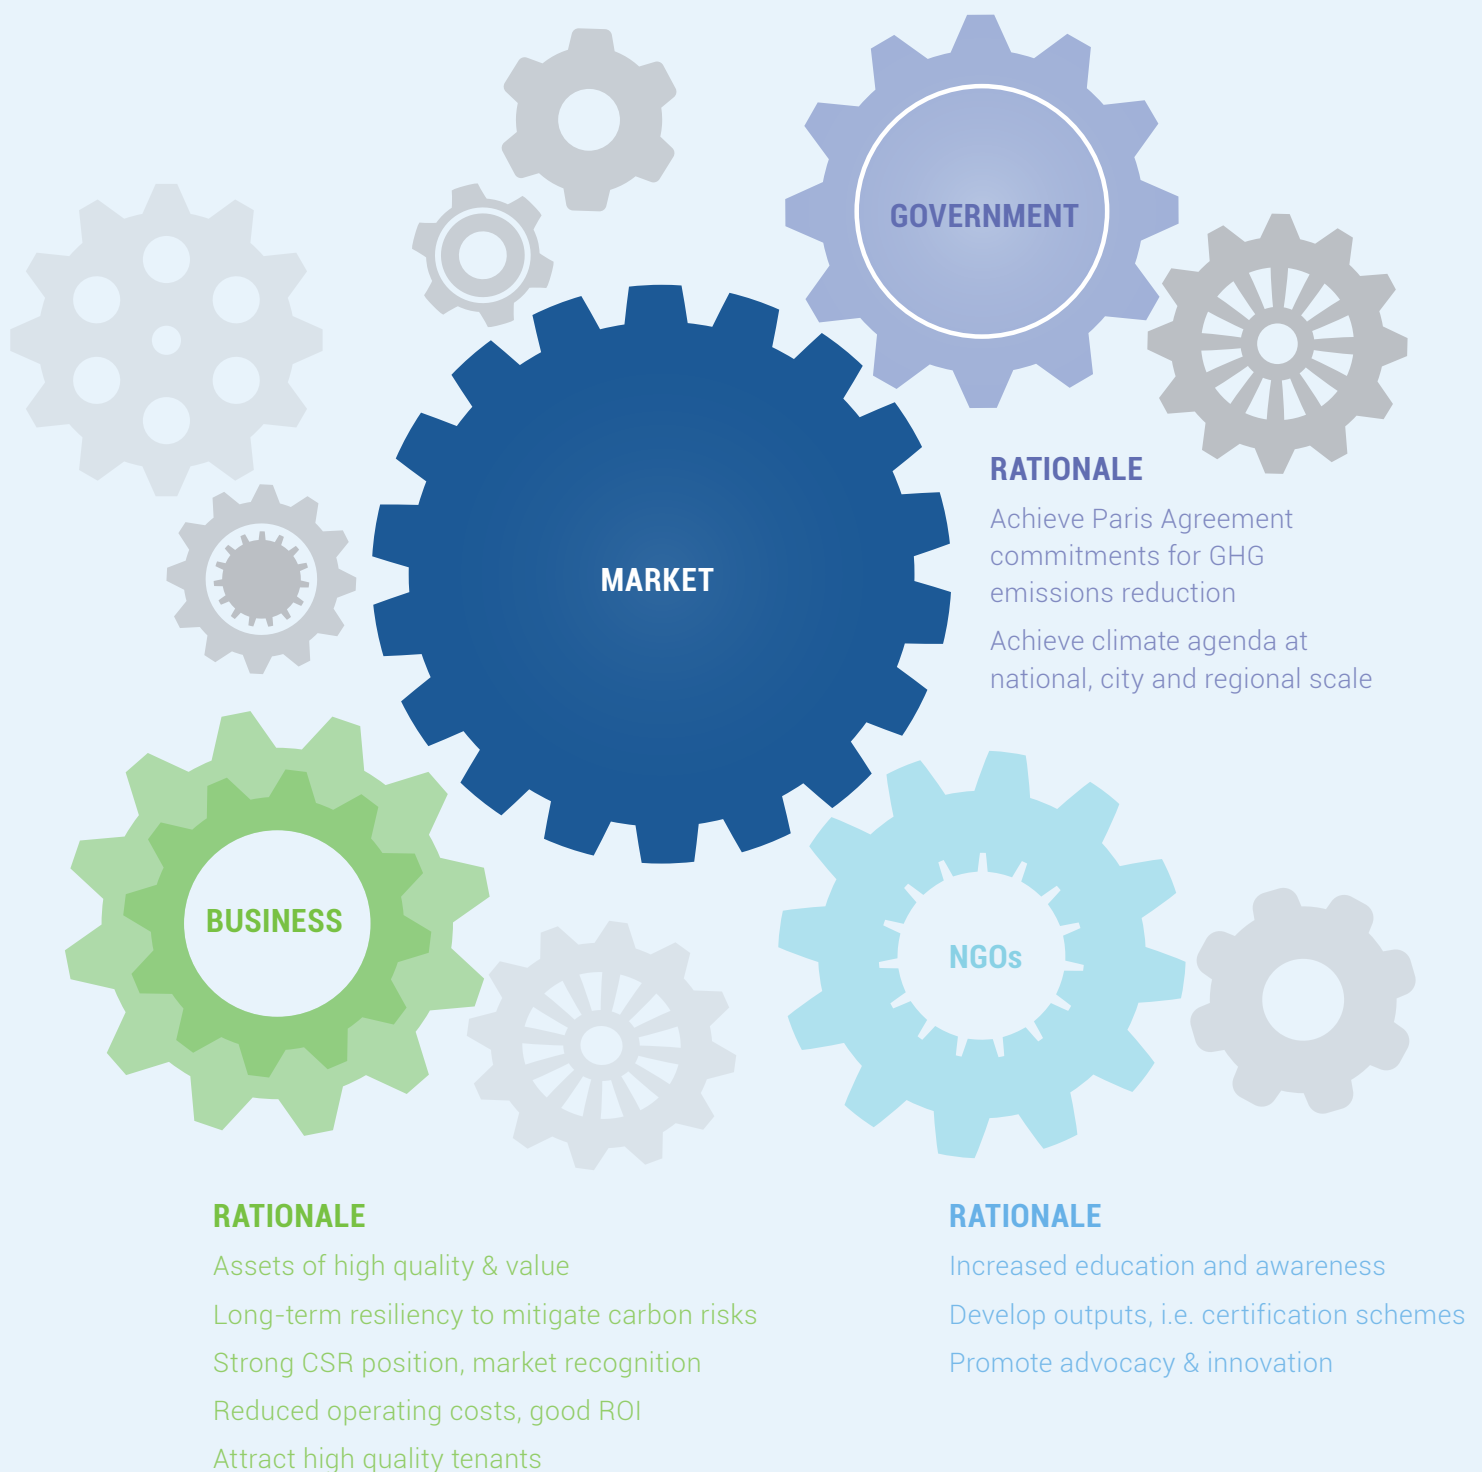 GOVERNMENT
RATIONALE
Achieve Paris Agreement
commitments for GHG
emissions reduction
Achieve climate agenda at
national, city and regional scale
MARKET
BUSINESS
NGOs
RATIONALE
Assets of high quality & value
Long-term resiliency to mitigate carbon risks
Strong CSR position, market recognition
Reduced operating costs, good ROI
Attract high quality tenants
RATIONALE
Increased education and awareness
Develop outputs, i.e. certification schemes
Promote advocacy & innovation